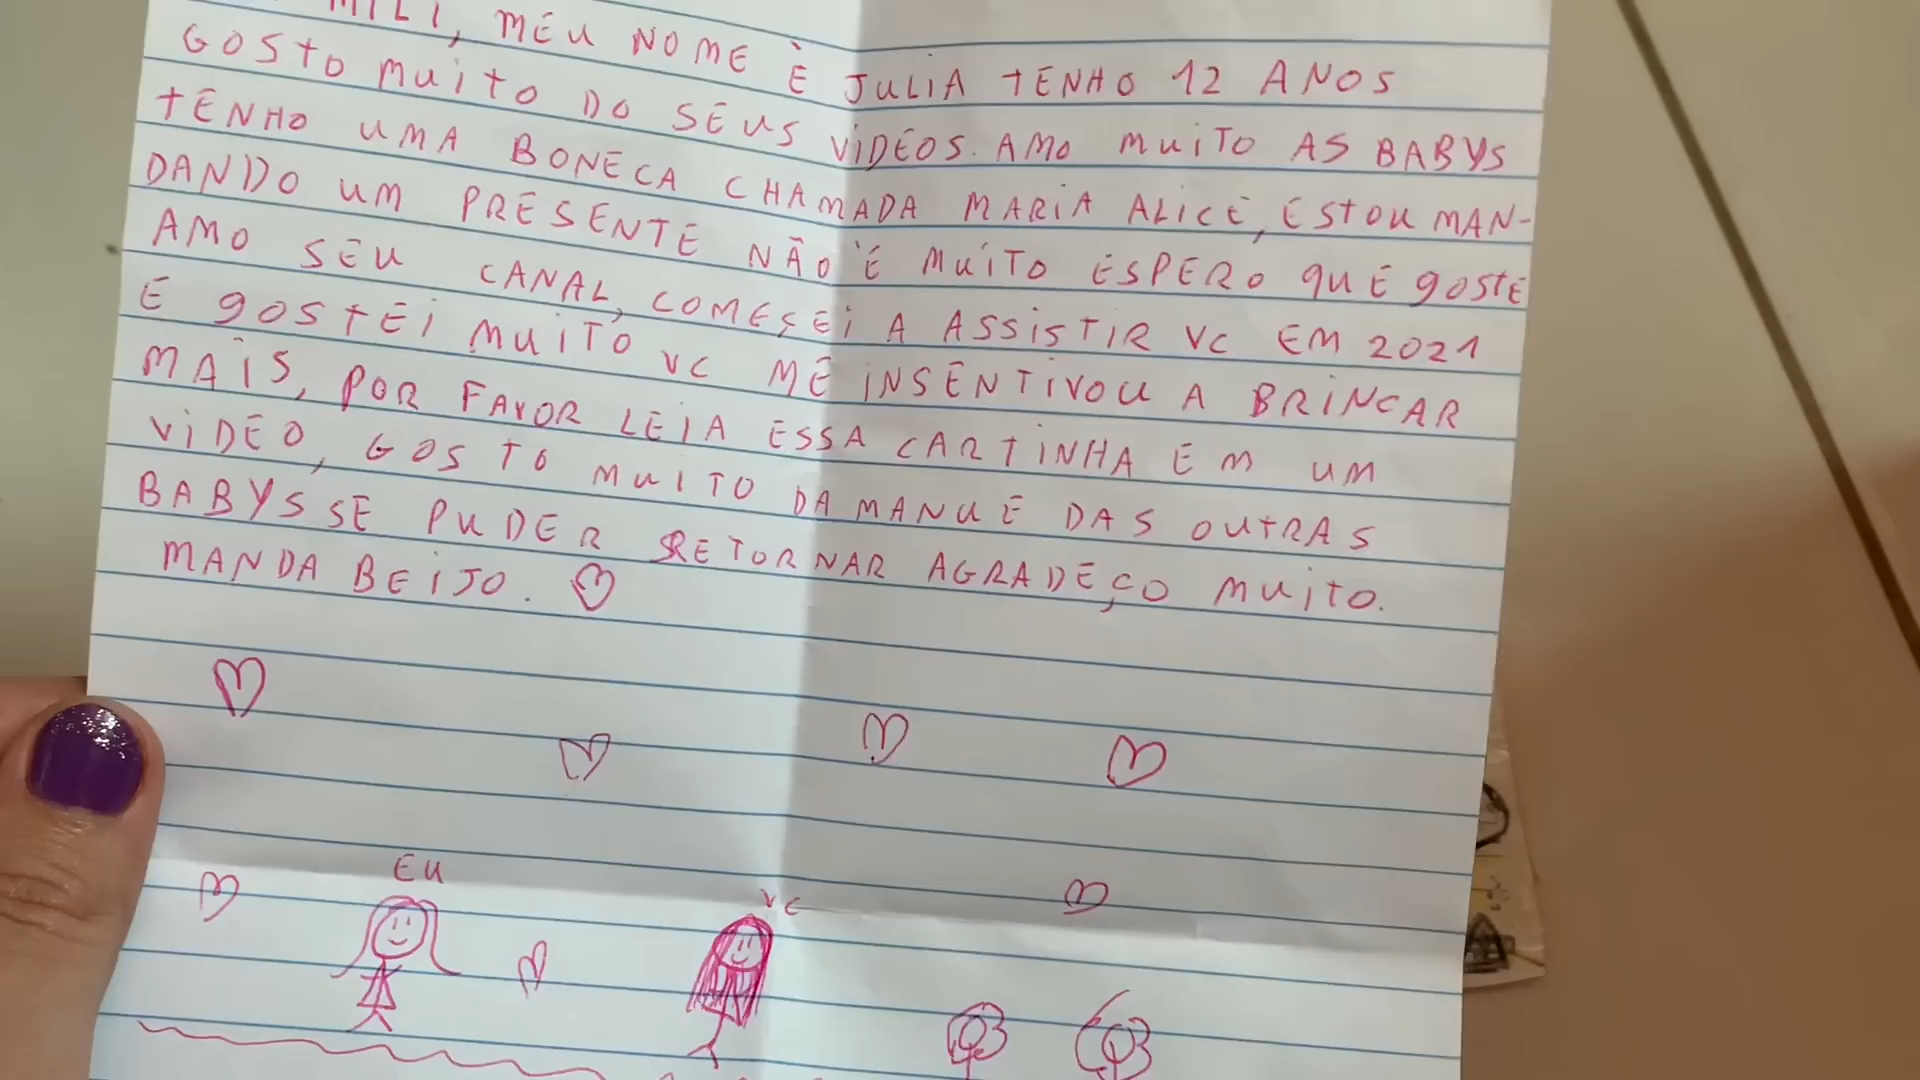 MILI, MEU NOME È JULIA TENHO 12 ANOS
GOSTO MUITO DO SEUS VIDEOS. AMO MUITO AS BABYS
TENHO UMA BONECA CHAMADA MARIA ALICE, ESTOU MAN-
DANDO UM PRESENTE NÃO É MUITO ESPERO QUE GOSTE
AMO SEU CANAL, COMESEI A ASSISTIR VC EM 2021
E GOSTEI MUITO VC ME INSENTIVOU A BRINCAR
MAIS, POR FAVOR LEIA ESSA CARTINHA EM UM
VIDEO, GOSTO MUITO DA MANU E DAS OUTRAS
BABYS SE PUDER RETORNAR AGRADEÇO MUITO.
MANDA BEIJO.
EU
VC